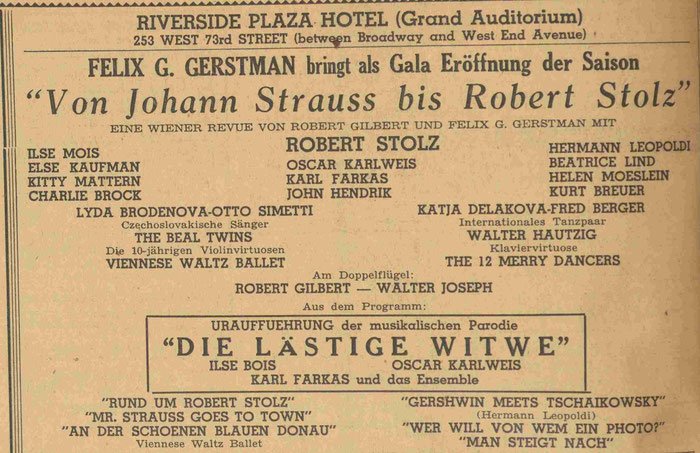 RIVERSIDE PLAZA HOTEL (Grand Auditorium)
253 WEST 73rd STREET (between Broadway and West End Avenue)
FELIX G. GERSTMAN bringt als Gala Eröffnung der Saison
"Von Johann Strauss bis Robert Stolz"
EINE WIENER REVUE VON ROBERT GILBERT UND FELIX G. GERSTMAN MIT
ROBERT STOLZ
ILSE MOIS
ELSE KAUFMAN
KITTY MATTERN
CHARLIE BROCK
OSCAR KARLWEIS
KARL FARKAS
JOHN HENDRIK
HERMANN LEOPOLDI
BEATRICE LIND
HELEN MOESLEIN
KURT BREUER
LYDA BRODENOVA-OTTO SIMETTI
Czechoslovakische Sänger
THE BEAL TWINS
Die 10-jährigen Violinvirtuosen
VIENNESE WALTZ BALLET
KATJA DELAKOVA-FRED BERGER
Internationales Tanzpaar
WALTER HAUTZIG
Klaviervirtuose
THE 12 MERRY DANCERS
Am Doppelflügel:
ROBERT GILBERT — WALTER JOSEPH
Aus dem Programm:
URAUFFUEHRUNG der musikalischen Parodie
"DIE LÄSTIGE WITWE"
ILSE BOIS OSCAR KARLWEIS
KARL FARKAS und das Ensemble
"RUND UM ROBERT STOLZ"
"MR. STRAUSS GOES TO TOWN"
"AN DER SCHOENEN BLAUEN DONAU"
Viennese Waltz Ballet
"GERSHWIN MEETS TSCHAIKOWSKY"
(Hermann Leopoldi)
"WER WILL VON WEM EIN PHOTO?"
"MAN STEIGT NACH"